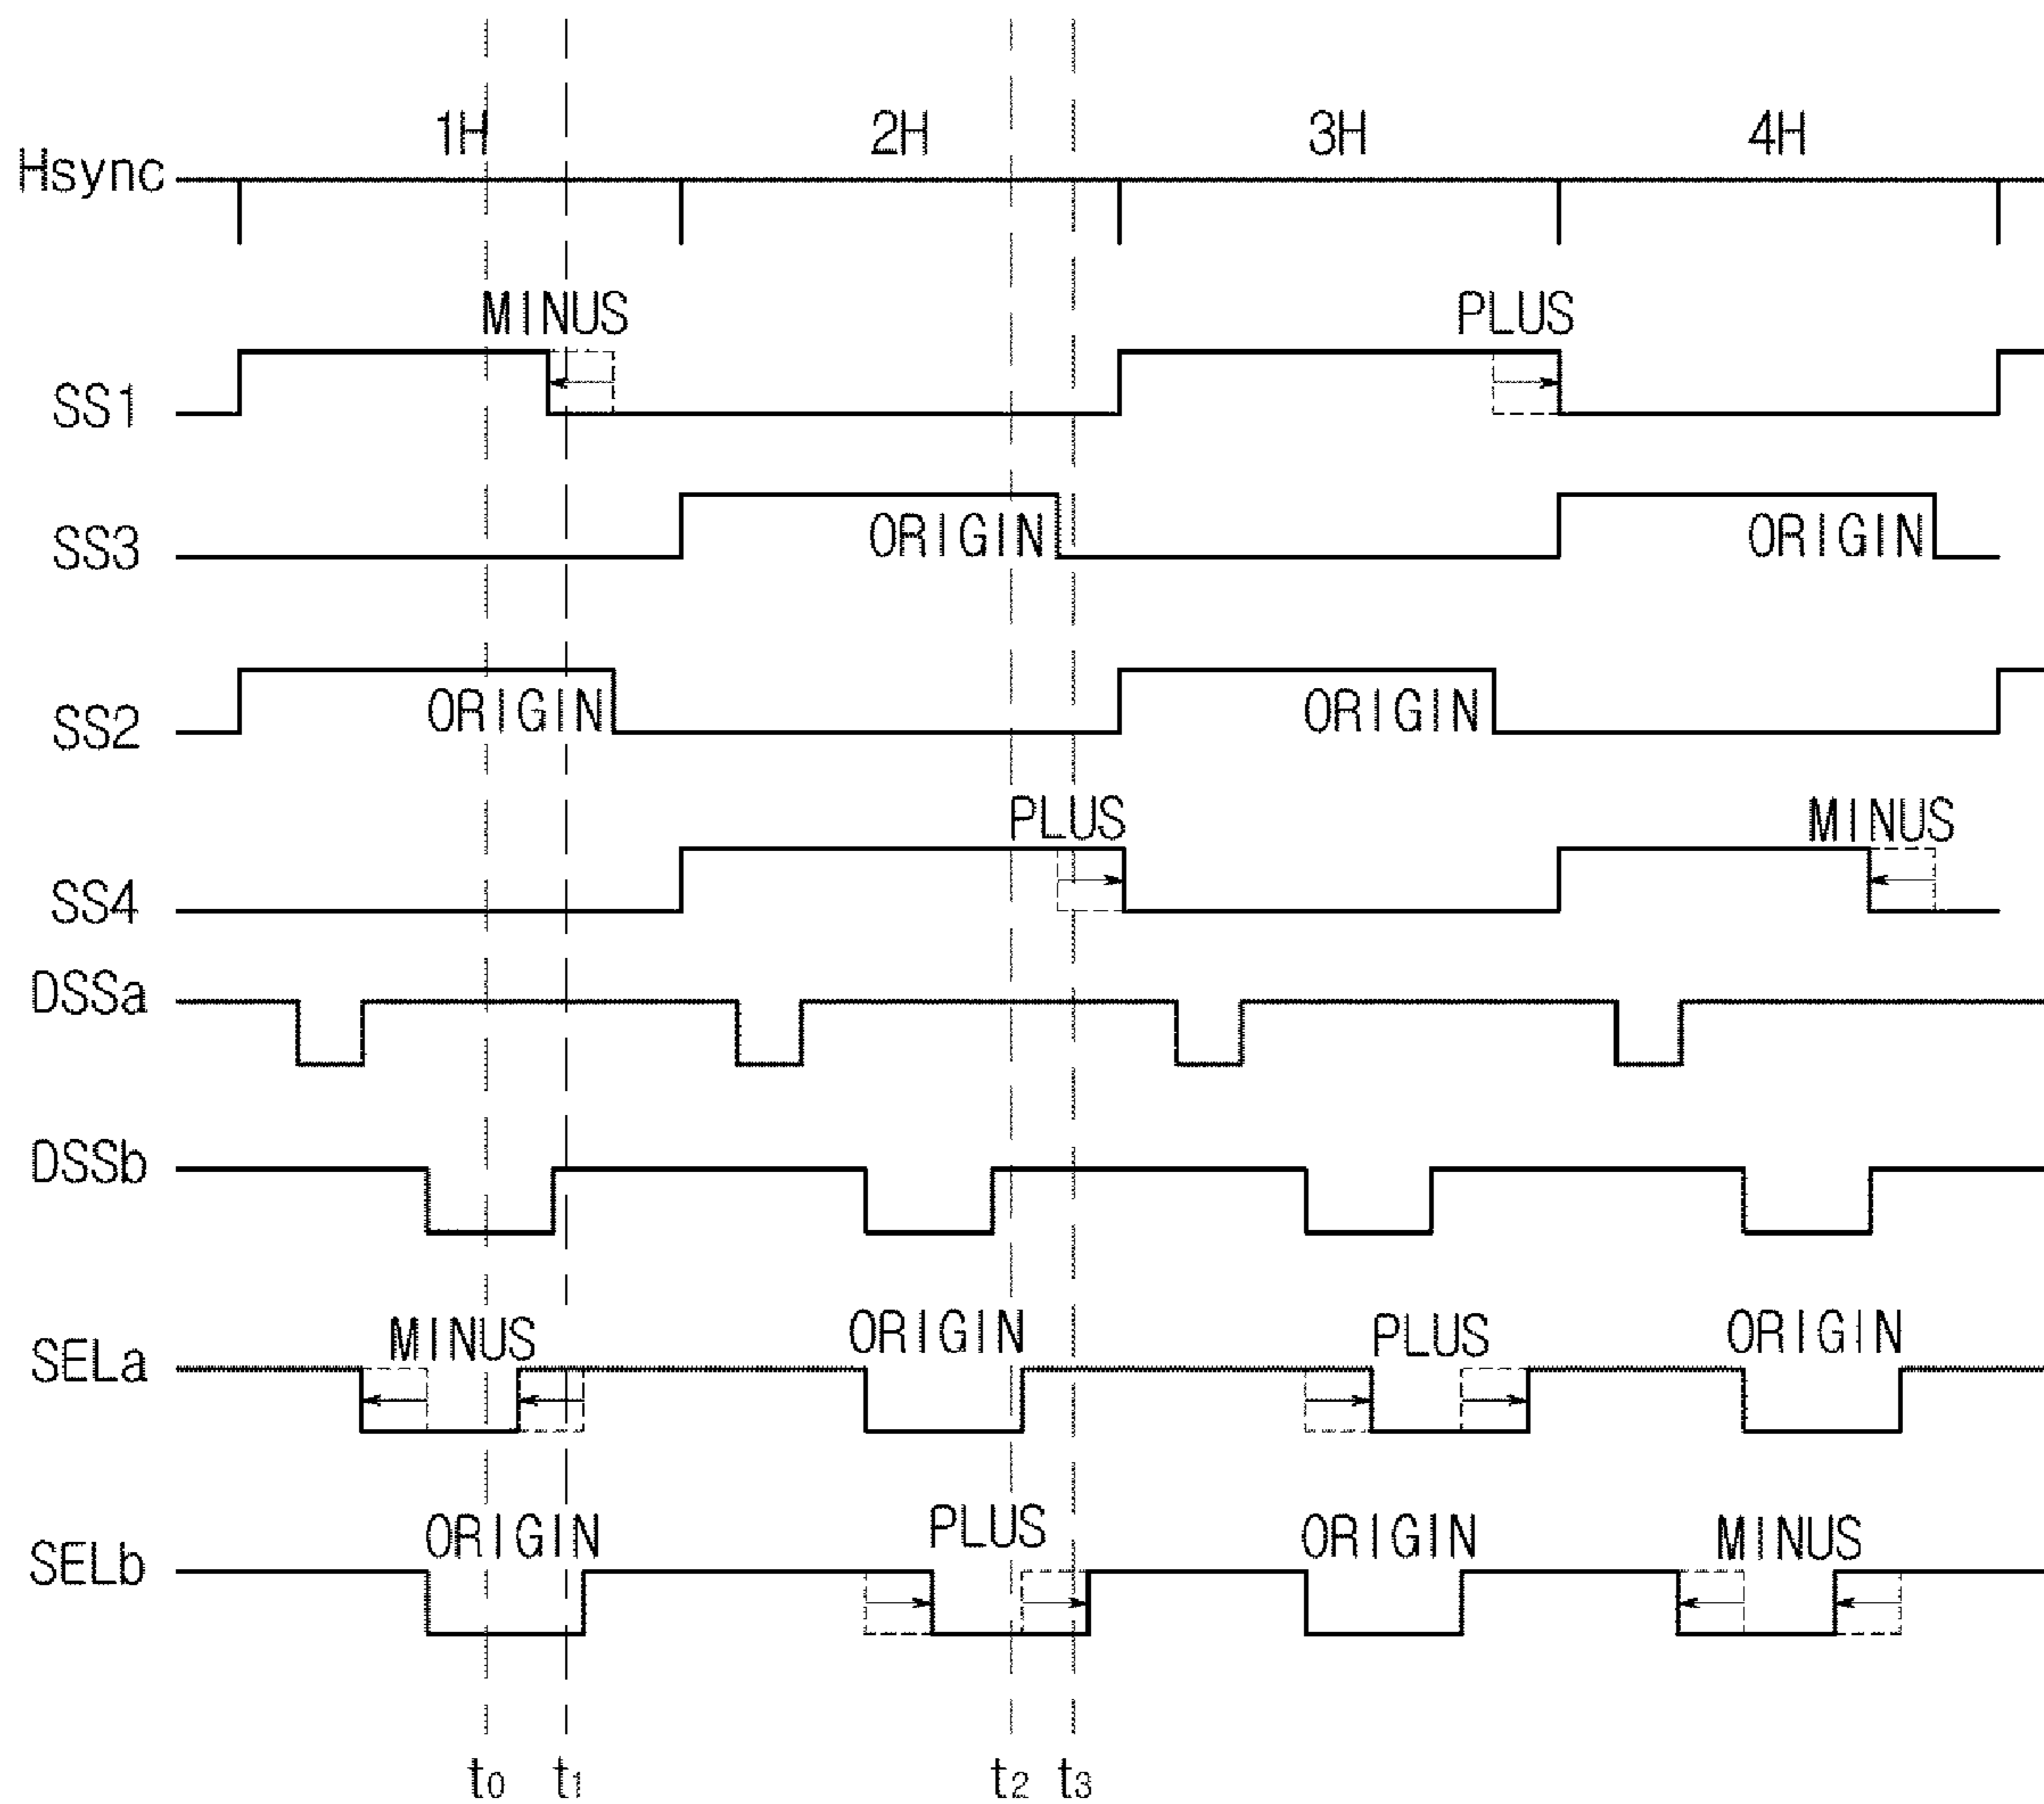 1H 2H 3H 4H
Hsync
MINUS PLUS
SS1
SS3 ORIGIN ORIGIN
SS2 ORIGIN ORIGIN
PLUS MINUS
SS4
DSSa
DSSb
MINUS ORIGIN PLUS ORIGIN
SELa
ORIGIN PLUS ORIGIN MINUS
SELb
t0 t1 t2 t3